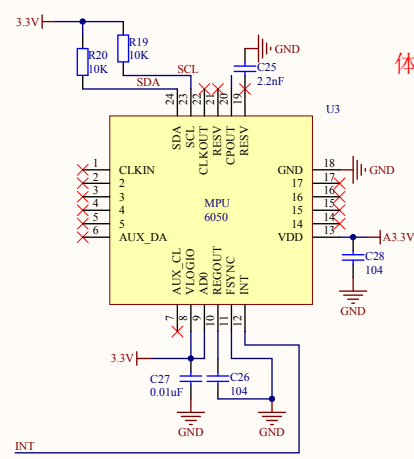 3.3V
R20
10K
R19
10K
SCL
SDA
GND
C25
2.2nF
体
U3
24
23
22
21
20
19
SDA
SCL
CLKOUT
RESV
CPOUT
RESV
1 CLKIN
2 2
3 3
4 4
5 5
6 AUX_DA
MPU
6050
GND 18
GND
17 17
16 16
15 15
14 14
VDD 13
A3.3V
C28
104
GND
AUX_CL
VLOGIO
AD0
REGOUT
FSYNC
INT
7
8
9
10
11
12
3.3V
C27
0.01uF
C26
104
GND
GND
INT